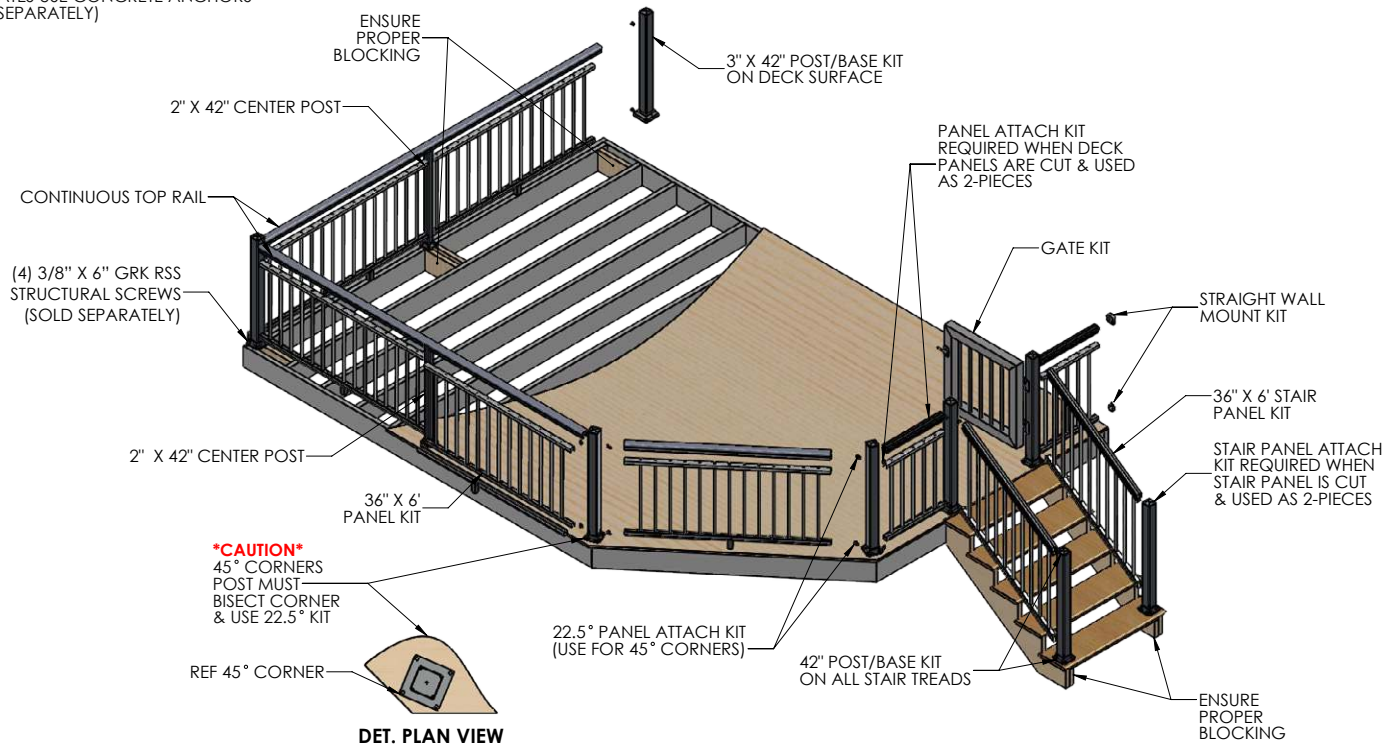 SEPARATELY)
ENSURE
PROPER
BLOCKING
3" X 42" POST/BASE KIT
ON DECK SURFACE
2" X 42" CENTER POST
PANEL ATTACH KIT
REQUIRED WHEN DECK
PANELS ARE CUT & USED
AS 2-PIECES
CONTINUOUS TOP RAIL
GATE KIT
(4) 3/8" X 6" GRK RSS
STRUCTURAL SCREWS
(SOLD SEPARATELY)
STRAIGHT WALL
MOUNT KIT
36" X 6' STAIR
PANEL KIT
STAIR PANEL ATTACH
KIT REQUIRED WHEN
STAIR PANEL IS CUT
& USED AS 2-PIECES
2" X 42" CENTER POST
36" X 6'
PANEL KIT
*CAUTION*
45° CORNERS
POST MUST
BISECT CORNER
& USE 22.5° KIT
22.5° PANEL ATTACH KIT
(USE FOR 45° CORNERS)
42" POST/BASE KIT
ON ALL STAIR TREADS
REF 45° CORNER
ENSURE
PROPER
BLOCKING
DET. PLAN VIEW